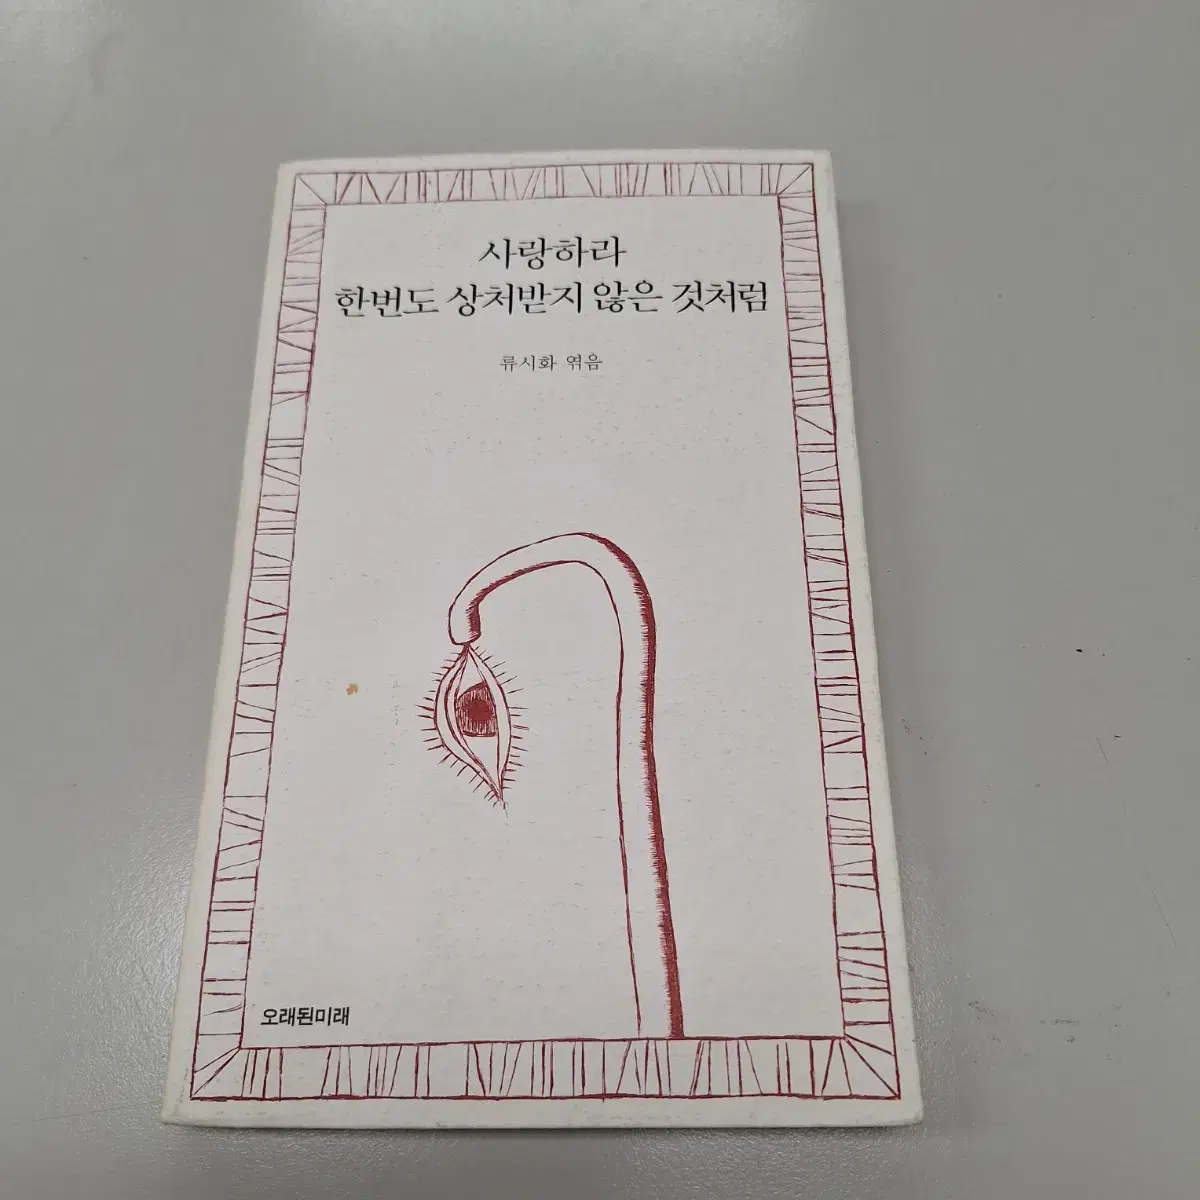 사랑하라
한번도 상처받지 않은 것처럼
류시화 엮음
오래된미래